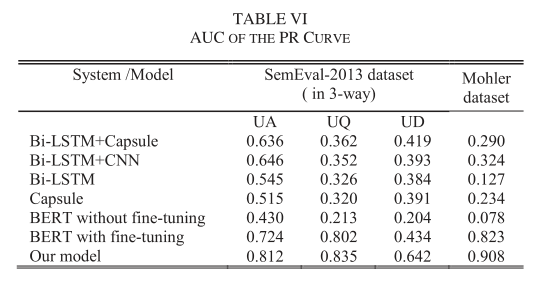 TABLE VI
AUC OF THE PR CURVE
System /Model SemEval-2013 dataset Mohler
( in 3-way) dataset
UA UQ UD
Bi-LSTM+Capsule 0.636 0.362 0.419 0.290
Bi-LSTM+CNN 0.646 0.352 0.393 0.324
Bi-LSTM 0.545 0.326 0.384 0.127
Capsule 0.515 0.320 0.391 0.234
BERT without fine-tuning 0.430 0.213 0.204 0.078
BERT with fine-tuning 0.724 0.802 0.434 0.823
Our model 0.812 0.835 0.642 0.908